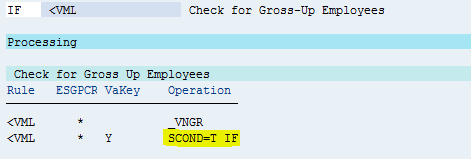 IF <VML Check for Gross-Up Employees
Processing
Check for Gross Up Employees
Rule ESGPCR VaKey Operation
<VML * _VNGR
<VML * Y SCOND=T IF